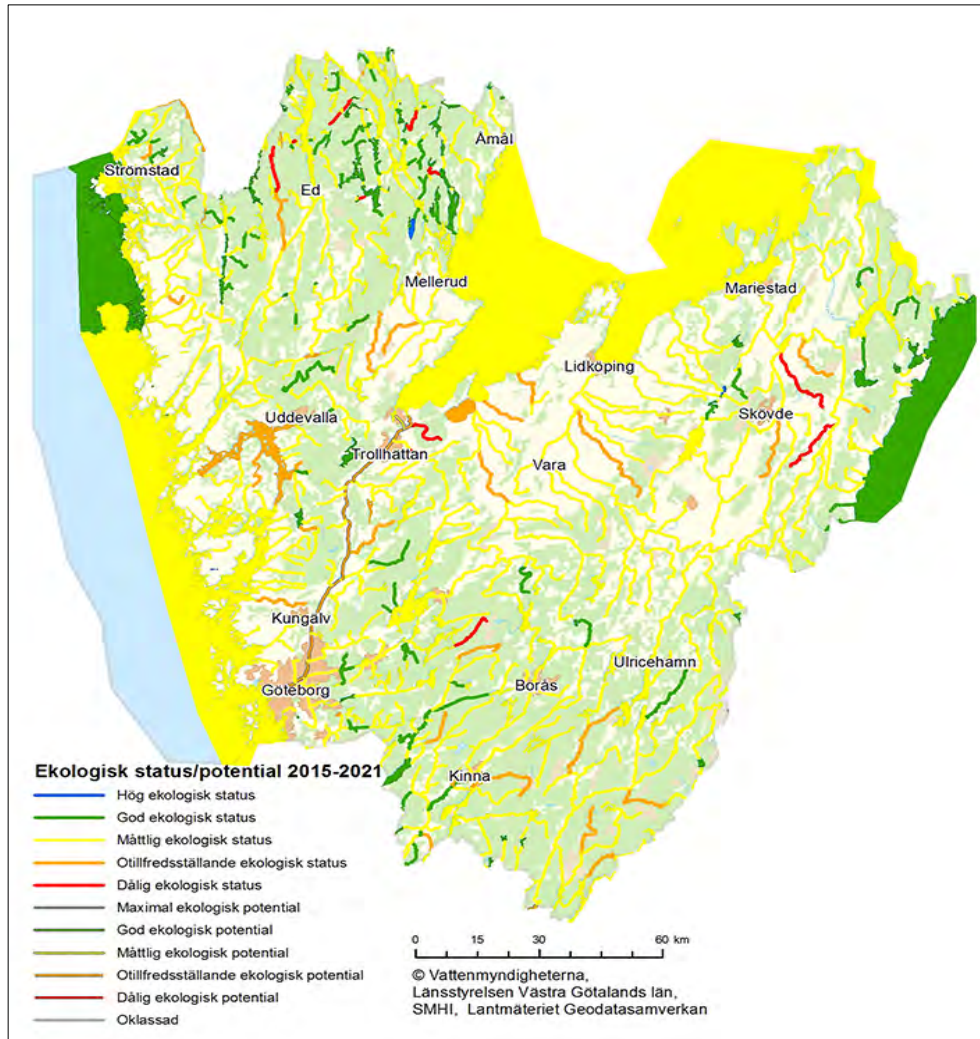 Åmål
Strömstad
Ed
Mellerud
Mariestad
Lidköping
Uddevalla
Skövde
Trollhättan
Vara
Kungälv
Ulricehamn
Göteborg
Borås
Kinna
Ekologisk status/potential 2015-2021
Hög ekologisk status
God ekologisk status
Måttlig ekologisk status
Otillfredsställande ekologisk status
Dålig ekologisk status
Maximal ekologisk potential
God ekologisk potential
Måttlig ekologisk potential
Otillfredsställande ekologisk potential
Dålig ekologisk potential
Oklassad
0 15 30 60 km
© Vattenmyndigheterna,
Länsstyrelsen Västra Götalands län,
SMHI, Lantmäteriet Geodatasamverkan